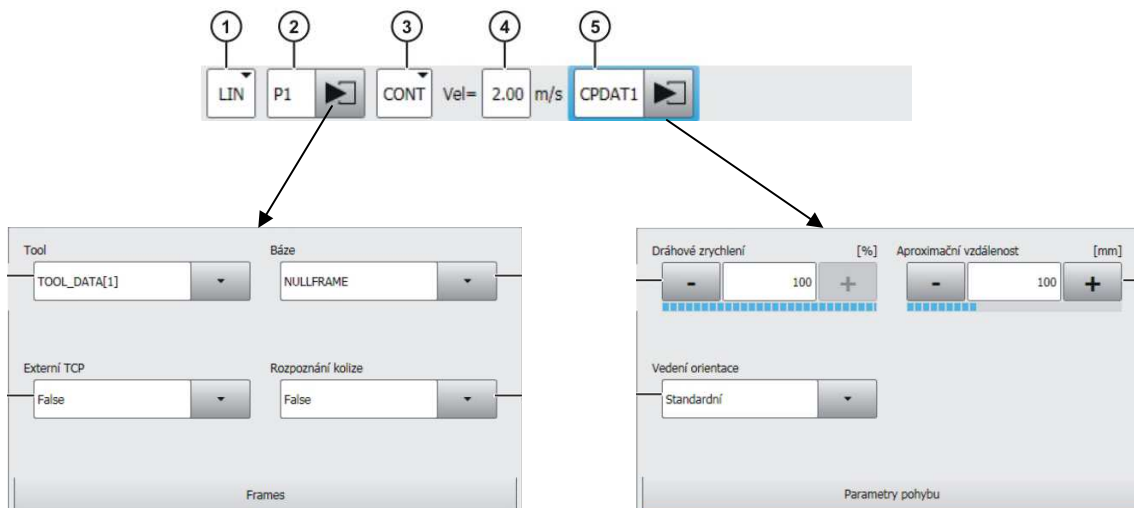 1 2 3 4 5
LIN P1 CONT Vel= 2.00 m/s CPDAT1
Tool Báze
TOOL_DATA[1] NULLFRAME
Externí TCP Rozpoznání kolize
False False
Frames
Dráhové zrychlení [%] Aproximační vzdálenost [mm]
- 100 + - 100 +
Vedení orientace
Standardní
Parametry pohybu